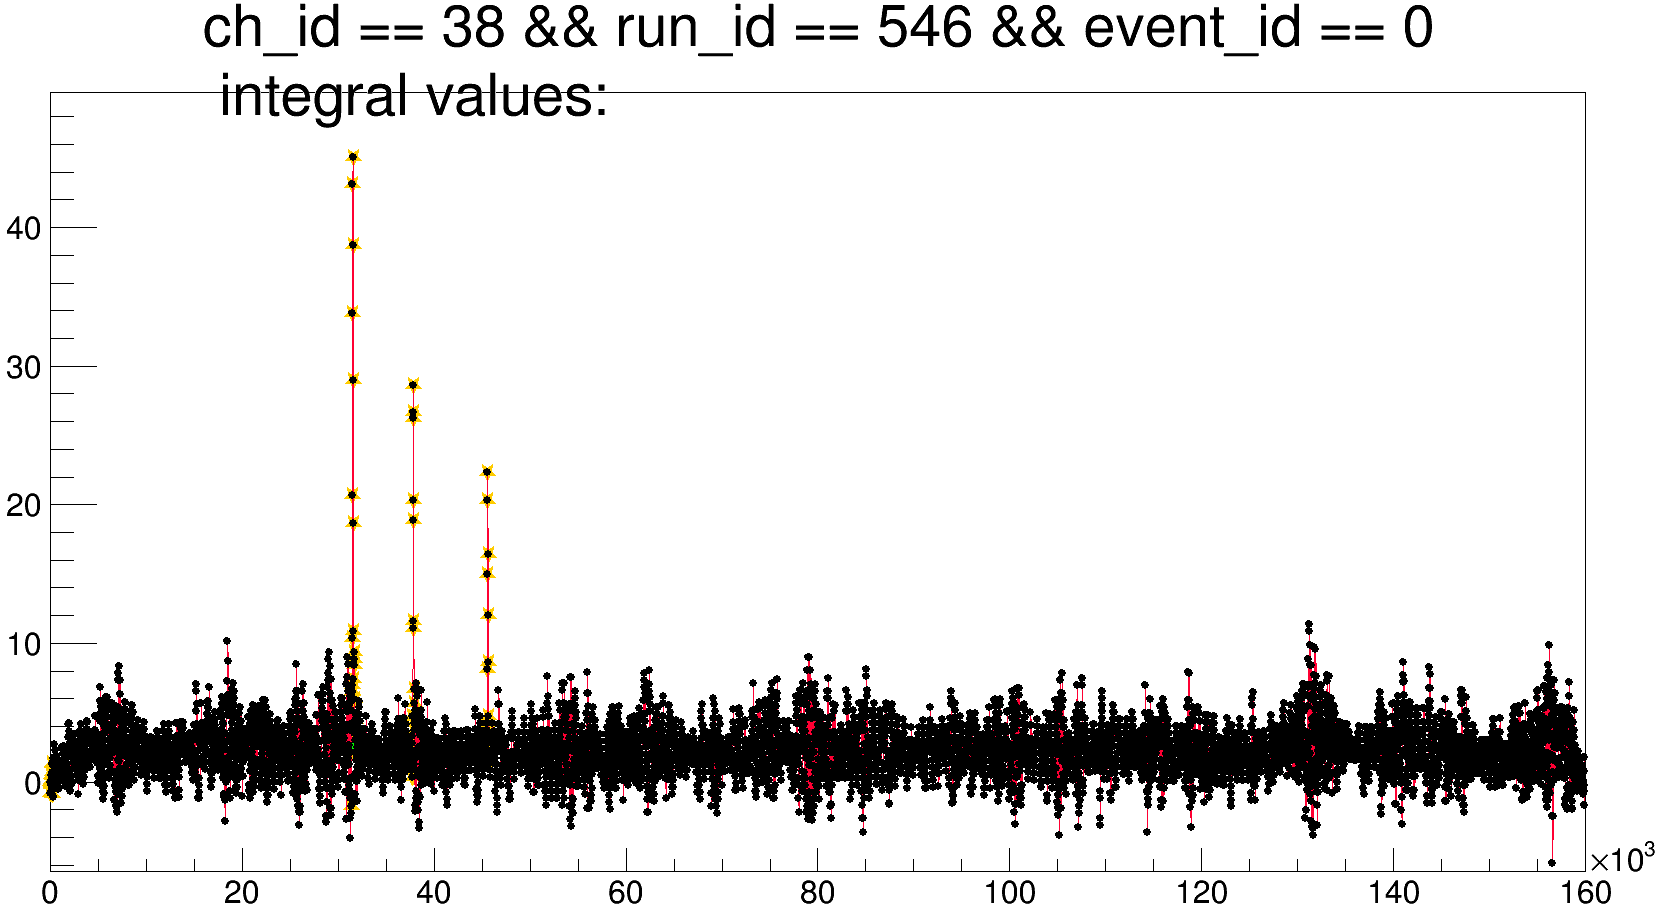 ch_id == 38 && run_id == 546 && event_id == 0
integral values:
40
30
20
10
0
0 20 40 60 80 100 120 140 160
×10³